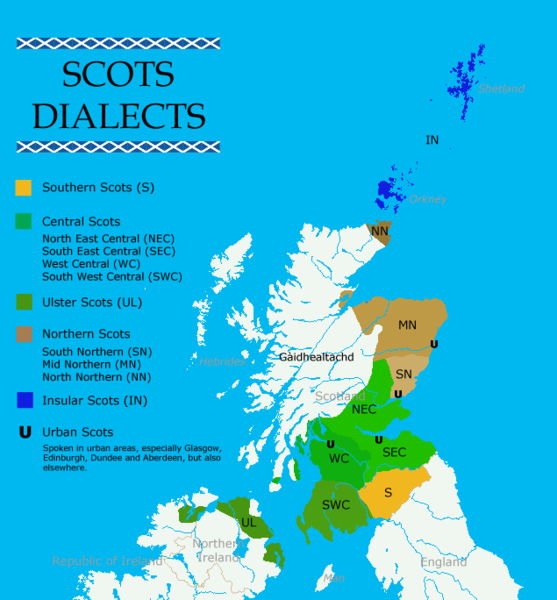 SCOTS
DIALECTS
Southern Scots (S)
Central Scots
North East Central (NEC)
South East Central (SEC)
West Central (WC)
South West Central (SWC)
Ulster Scots (UL)
Northern Scots
South Northern (SN)
Mid Northern (MN)
North Northern (NN)
Insular Scots (IN)
U Urban Scots
Spoken in urban areas, especially Glasgow,
Edinburgh, Dundee and Aberdeen, but also
elsewhere.
Shetland
IN
Orkney
NN
MN
U
Gàidhealtachd
Hebrides
SN
U
Scotland
NEC
U
U
SEC
WC
S
SWC
UL
Northern
Ireland
Republic of Ireland
England
Man